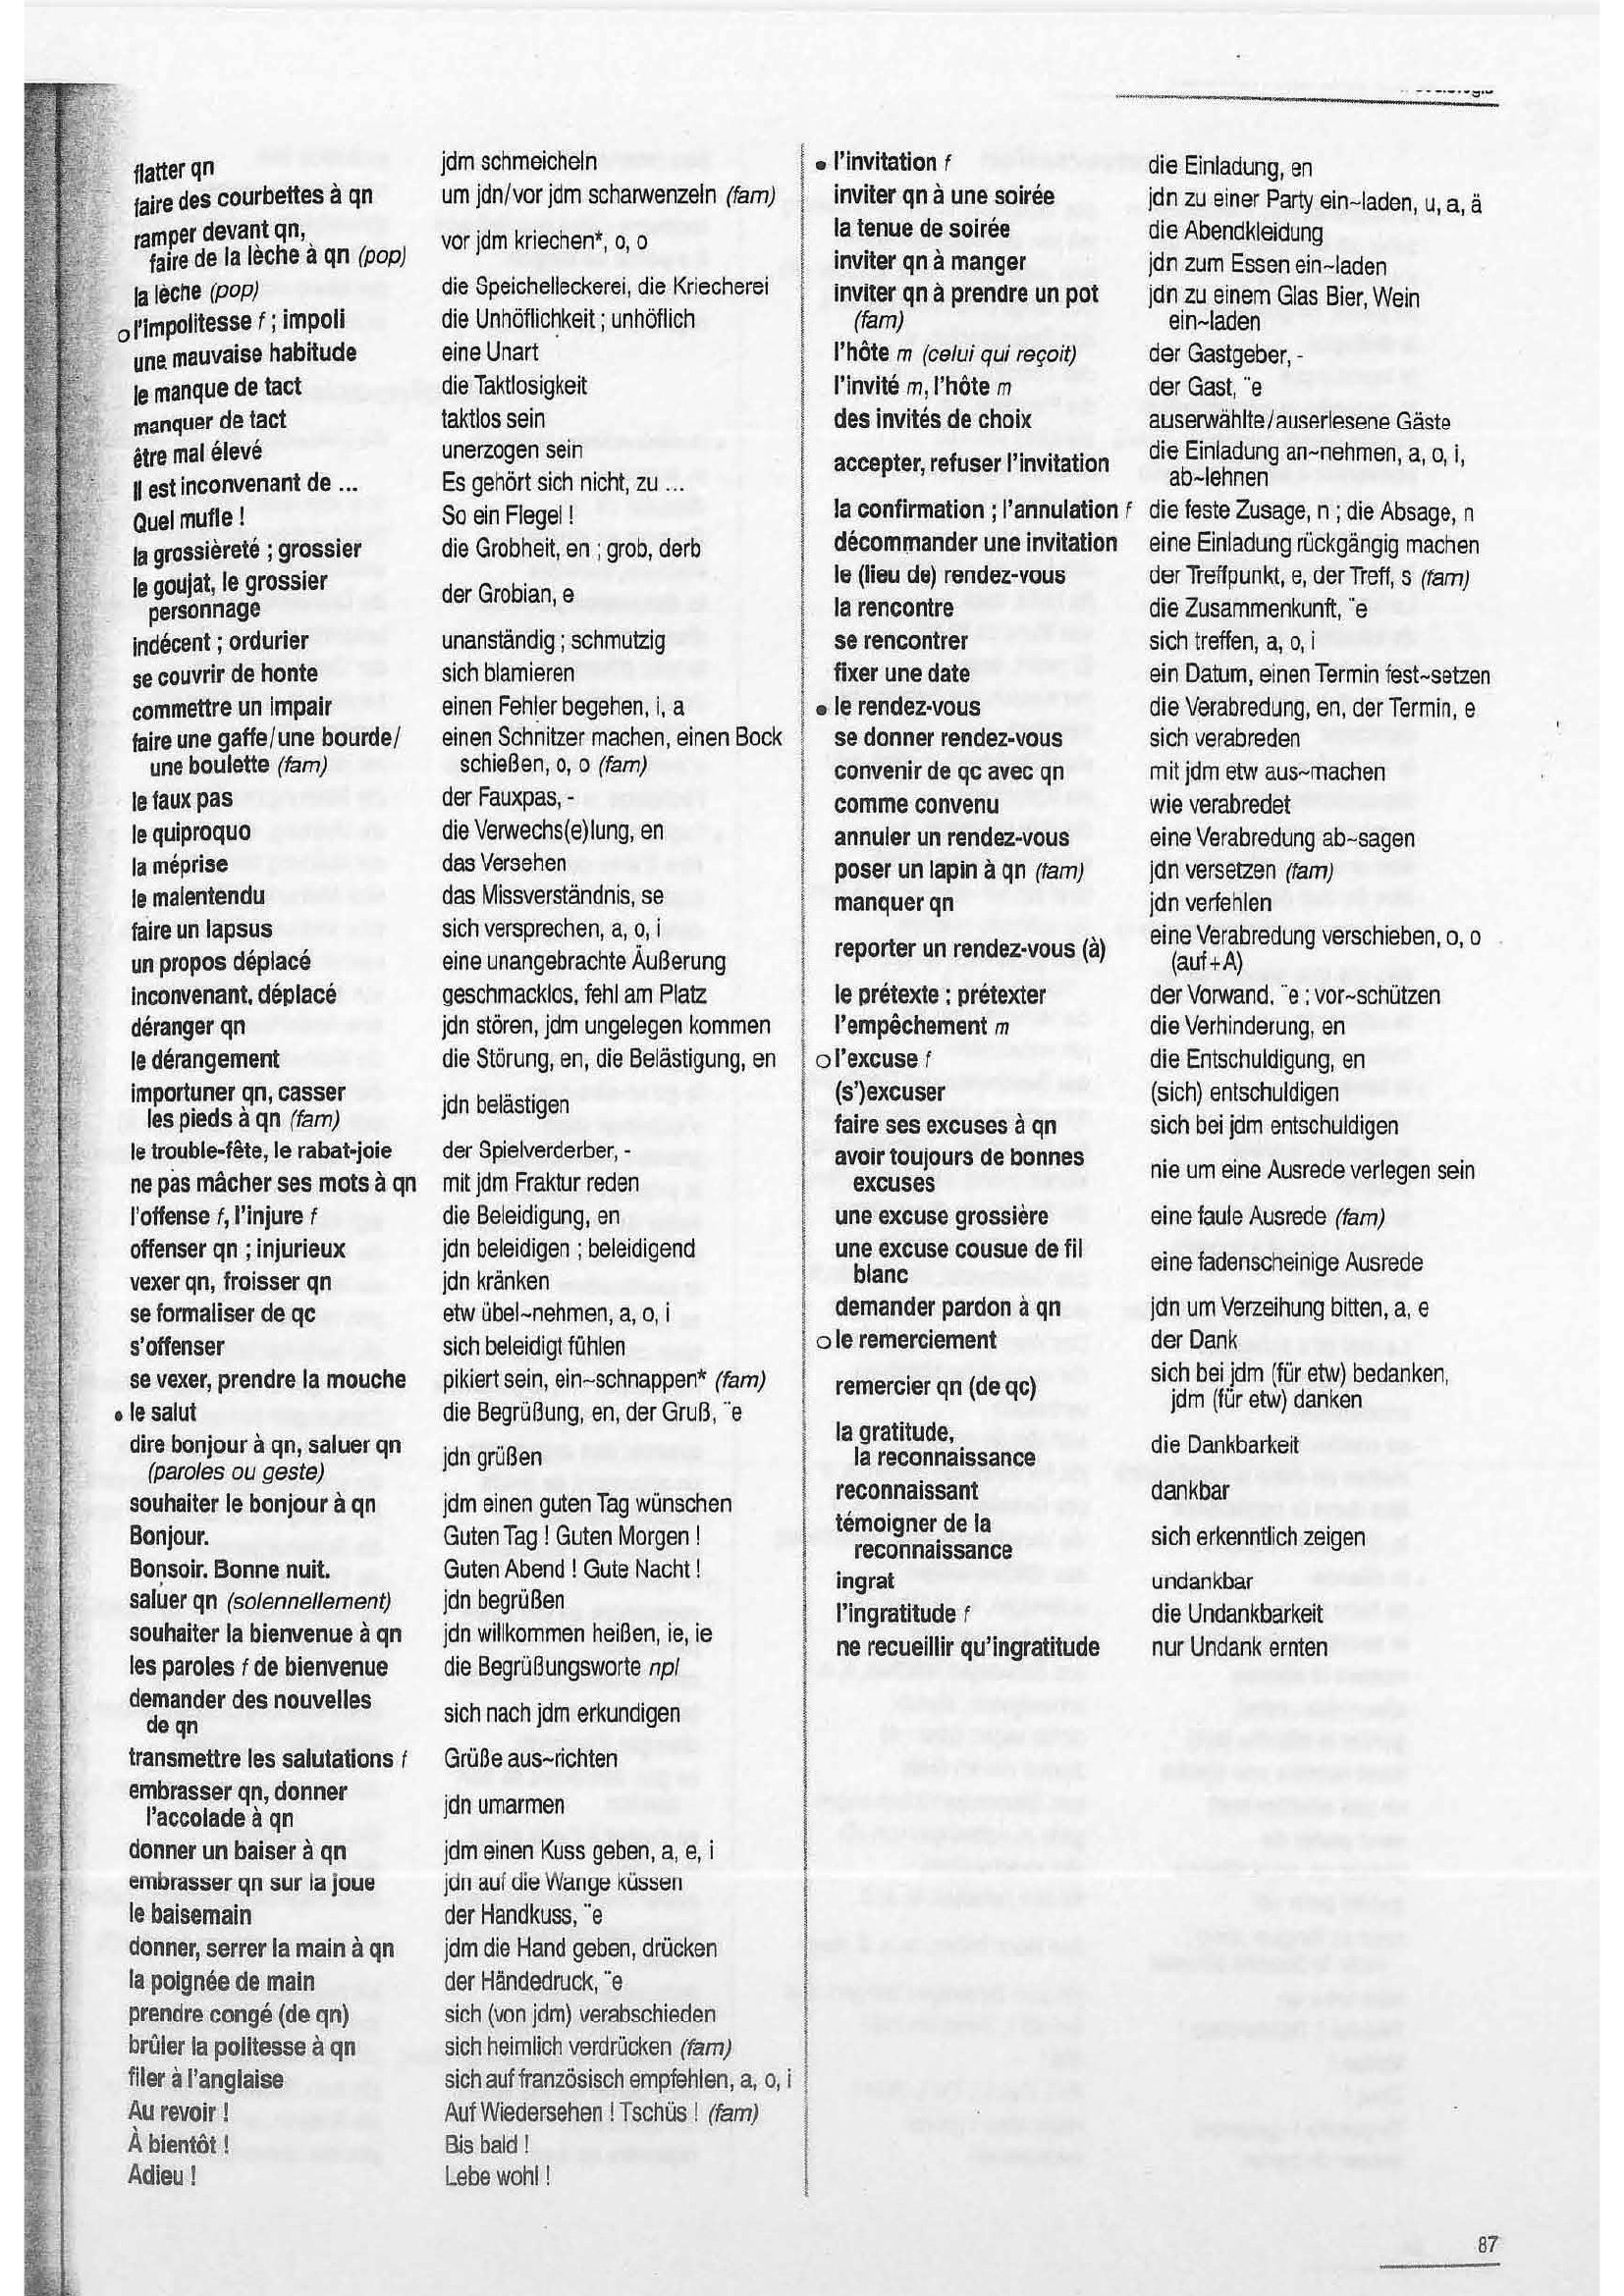 flatter qn jdm schmeicheln
faire des courbettes à qn um jdn/vor jdm scharwenzeln (fam)
ramper devant qn,
faire de la lèche à qn (pop) vor jdm kriechen*, o, o
la lèche (pop) die Speichelleckerei, die Kriecherei
o l'impolitesse f ; impoli die Unhöflichkeit ; unhöflich
une mauvaise habitude eine Unart
le manque de tact die Taktlosigkeit
manquer de tact taktlos sein
être mal élevé unerzogen sein
Il est inconvenant de ... Es gehört sich nicht, zu ...
Quel mufle ! So ein Flegel !
la grossièreté ; grossier die Grobheit, en ; grob, derb
le goujat, le grossier
personnage der Grobian, e
indécent ; ordurier unanständig ; schmutzig
se couvrir de honte sich blamieren
commettre un impair einen Fehler begehen, i, a
faire une gaffe/une bourde/ einen Schnitzer machen, einen Bock
une boulette (fam) schießen, o, o (fam)
le faux pas der Fauxpas, -
le quiproquo die Verwechs(e)lung, en
la méprise das Versehen
le malentendu das Missverständnis, se
faire un lapsus sich versprechen, a, o, i
un propos déplacé eine unangebrachte Äußerung
inconvenant, déplacé geschmacklos, fehl am Platz
déranger qn jdn stören, jdm ungelegen kommen
le dérangement die Störung, en, die Belästigung, en
importuner qn, casser
les pieds à qn (fam) jdn belästigen
le trouble-fête, le rabat-joie der Spielverderber, -
ne pas mâcher ses mots à qn mit jdm Fraktur reden
l'offense f, l'injure f die Beleidigung, en
offenser qn ; injurieux jdn beleidigen ; beleidigend
vexer qn, froisser qn jdn kränken
se formaliser de qc etw übel~nehmen, a, o, i
s'offenser sich beleidigt fühlen
se vexer, prendre la mouche pikiert sein, ein~schnappen* (fam)
• le salut die Begrüßung, en, der Gruß, ¨e
dire bonjour à qn, saluer qn
(paroles ou geste) jdn grüßen
souhaiter le bonjour à qn jdm einen guten Tag wünschen
Bonjour. Guten Tag ! Guten Morgen !
Bonsoir. Bonne nuit. Guten Abend ! Gute Nacht !
saluer qn (solennellement) jdn begrüßen
souhaiter la bienvenue à qn jdn willkommen heißen, ie, ie
les paroles f de bienvenue die Begrüßungsworte npl
demander des nouvelles
de qn sich nach jdm erkundigen
transmettre les salutations f Grüße aus~richten
embrasser qn, donner
l'accolade à qn jdn umarmen
donner un baiser à qn jdm einen Kuss geben, a, e, i
embrasser qn sur la joue jdn auf die Wange küssen
le baisemain der Handkuss, ¨e
donner, serrer la main à qn jdm die Hand geben, drücken
la poignée de main der Händedruck, ¨e
prendre congé (de qn) sich (von jdm) verabschieden
brûler la politesse à qn sich heimlich verdrücken (fam)
filer à l'anglaise sich auf französisch empfehlen, a, o, i
Au revoir ! Auf Wiedersehen ! Tschüs ! (fam)
À bientôt ! Bis bald !
Adieu ! Lebe wohl !
• l'invitation f die Einladung, en
inviter qn à une soirée jdn zu einer Party ein~laden, u, a, ä
la tenue de soirée die Abendkleidung
inviter qn à manger jdn zum Essen ein~laden
inviter qn à prendre un pot jdn zu einem Glas Bier, Wein
(fam) ein~laden
l'hôte m (celui qui reçoit) der Gastgeber, -
l'invité m, l'hôte m der Gast, ¨e
des invités de choix auserwählte/auserlesene Gäste
accepter, refuser l'invitation die Einladung an~nehmen, a, o, i,
ab~lehnen
la confirmation ; l'annulation f die feste Zusage, n ; die Absage, n
décommander une invitation eine Einladung rückgängig machen
le (lieu de) rendez-vous der Treffpunkt, e, der Treff, s (fam)
la rencontre die Zusammenkunft, ¨e
se rencontrer sich treffen, a, o, i
fixer une date ein Datum, einen Termin fest~setzen
• le rendez-vous die Verabredung, en, der Termin, e
se donner rendez-vous sich verabreden
convenir de qc avec qn mit jdm etw aus~machen
comme convenu wie verabredet
annuler un rendez-vous eine Verabredung ab~sagen
poser un lapin à qn (fam) jdn versetzen (fam)
manquer qn jdn verfehlen
reporter un rendez-vous (à) eine Verabredung verschieben, o, o
(auf+A)
le prétexte ; prétexter der Vorwand, ¨e ; vor~schützen
l'empêchement m die Verhinderung, en
o l'excuse f die Entschuldigung, en
(s')excuser (sich) entschuldigen
faire ses excuses à qn sich bei jdm entschuldigen
avoir toujours de bonnes
excuses nie um eine Ausrede verlegen sein
une excuse grossière eine faule Ausrede (fam)
une excuse cousue de fil
blanc eine fadenscheinige Ausrede
demander pardon à qn jdn um Verzeihung bitten, a, e
o le remerciement der Dank
remercier qn (de qc) sich bei jdm (für etw) bedanken,
jdm (für etw) danken
la gratitude,
la reconnaissance die Dankbarkeit
reconnaissant dankbar
témoigner de la
reconnaissance sich erkenntlich zeigen
ingrat undankbar
l'ingratitude f die Undankbarkeit
ne recueillir qu'ingratitude nur Undank ernten
87